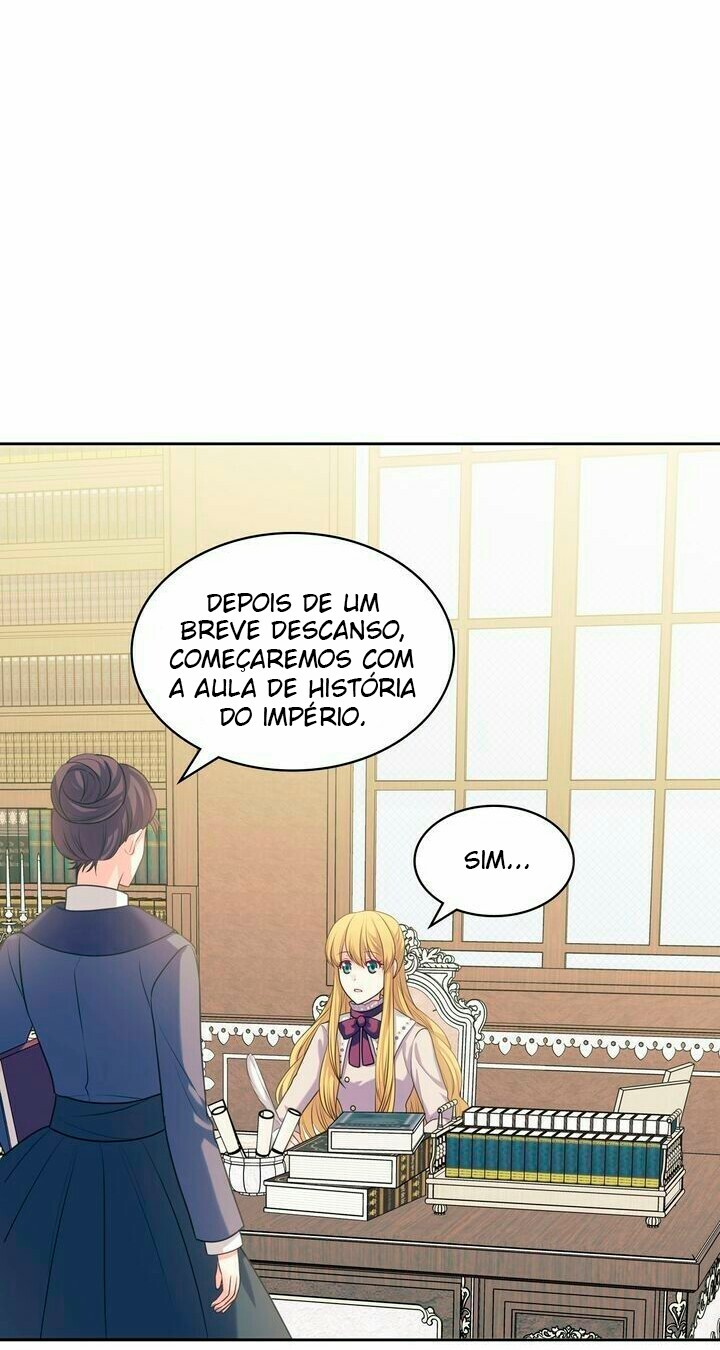 DEPOIS DE UM
BREVE DESCANSO,
COMEÇAREMOS COM
A AULA DE HISTÓRIA
DO IMPÉRIO.
SIM...